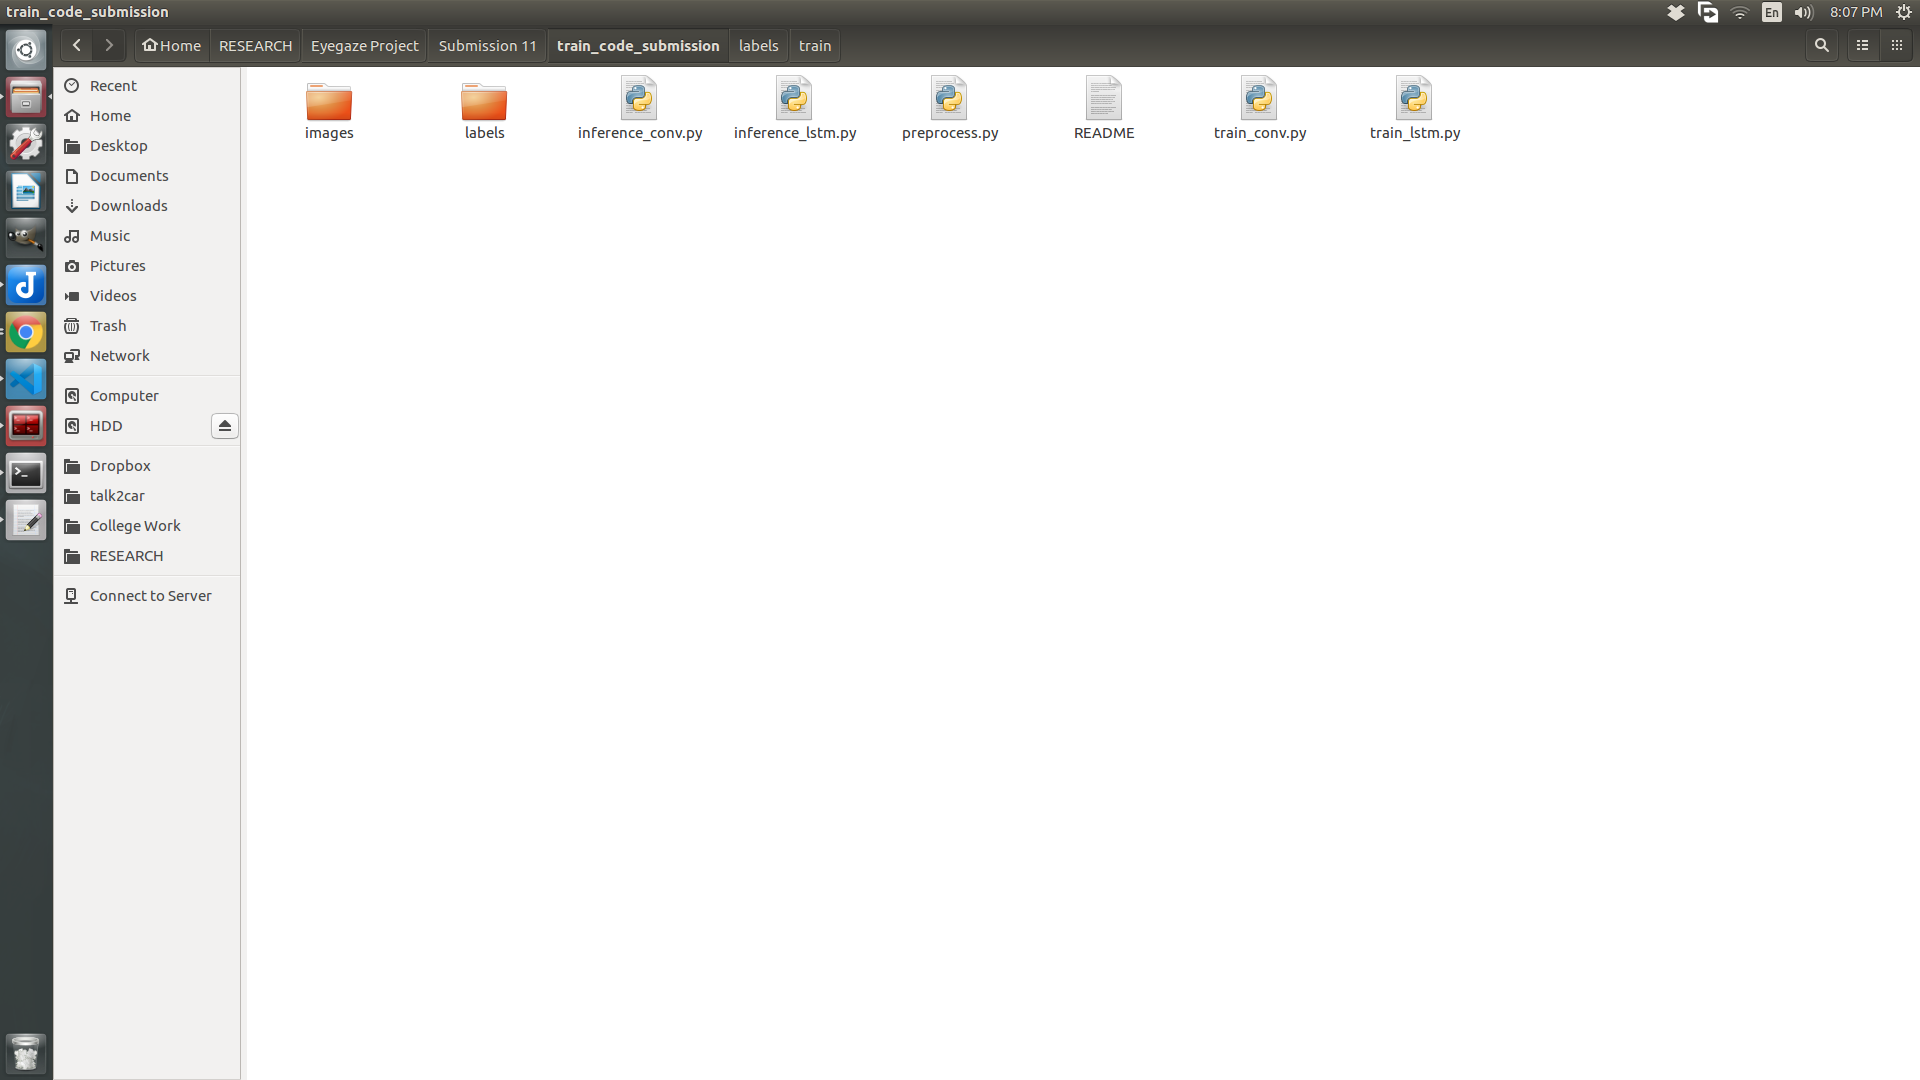 train_code_submission
En
8:07 PM
Home RESEARCH Eyegaze Project Submission 11 train_code_submission labels train
Recent
Home
Desktop
Documents
Downloads
Music
Pictures
Videos
Trash
Network
Computer
HDD
Dropbox
talk2car
College Work
RESEARCH
Connect to Server
images
labels
inference_conv.py
inference_lstm.py
preprocess.py
README
train_conv.py
train_lstm.py